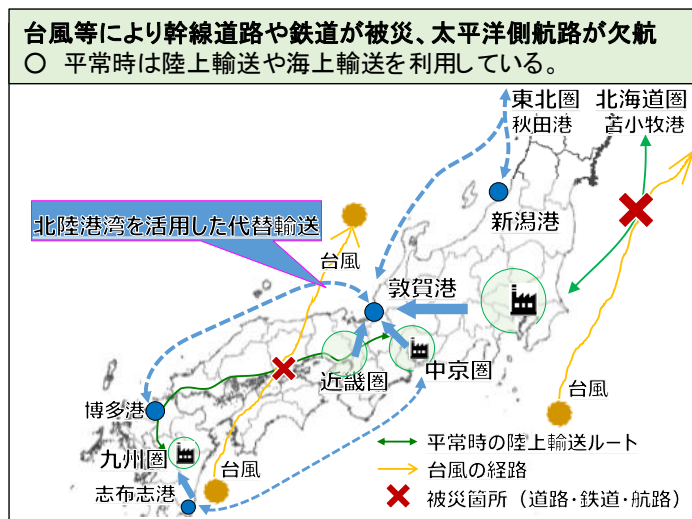 台風等により幹線道路や鉄道が被災、太平洋側航路が欠航
○ 平常時は陸上輸送や海上輸送を利用している。
東北圏
秋田港
北海道圏
苫小牧港
新潟港
北陸港湾を活用した代替輸送
台風
敦賀港
近畿圏
中京圏
台風
博多港
九州圏
台風
志布志港
平常時の陸上輸送ルート
台風の経路
被災箇所（道路・鉄道・航路）